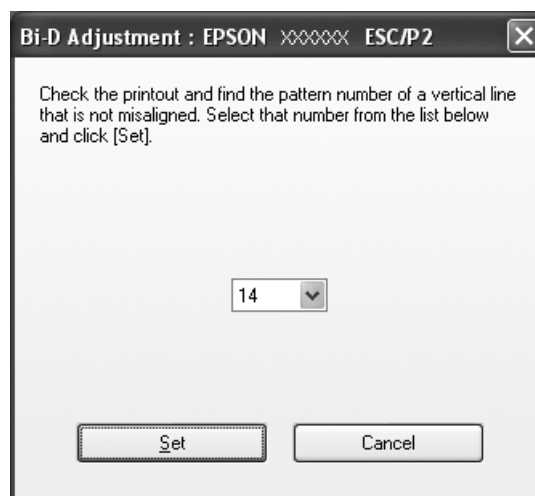 Bi-D Adjustment : EPSON XXXXXX ESC/P2
Check the printout and find the pattern number of a vertical line
that is not misaligned. Select that number from the list below
and click [Set].
14
Set
Cancel